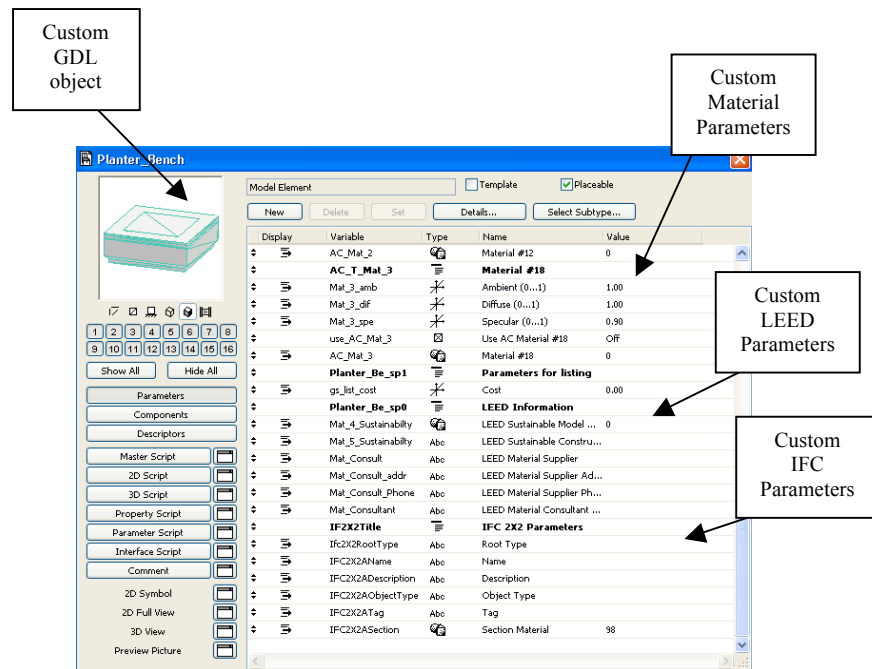 Custom
GDL
object
Custom
Material
Parameters
Planter_Bench
Model Element
Template
Placeable
New Delete Set Details... Select Subtype...
Display Variable Type Name Value
AC_Mat_2 Material #12 0
AC_T_Mat_3 Material #18
Mat_3_amb Ambient (0...1) 1.00
Mat_3_dif Diffuse (0...1) 1.00
Mat_3_spe Specular (0...1) 0.90
use_AC_Mat_3 Use AC Material #18 Off
AC_Mat_3 Material #18 0
Planter_Be_sp1 Parameters for listing
gs_list_cost Cost 0.00
Planter_Be_sp0 LEED Information
Mat_4_Sustainabilty LEED Sustainable Model ... 0
Mat_5_Sustainabilty Abc LEED Sustainable Constru...
Mat_Consult Abc LEED Material Supplier
Mat_Consult_addr Abc LEED Material Supplier Ad...
Mat_Consult_Phone Abc LEED Material Supplier Ph...
Mat_Consultant Abc LEED Material Consultant ...
IF2X2Title IFC 2X2 Parameters
Ifc2X2RootType Abc Root Type
IFC2X2AName Abc Name
IFC2X2ADescription Abc Description
IFC2X2AObjectType Abc Object Type
IFC2X2ATag Abc Tag
IFC2X2ASection Section Material 98
1 2 3 4 5 6 7 8
9 10 11 12 13 14 15 16
Show All Hide All
Parameters
Components
Descriptors
Master Script
2D Script
3D Script
Property Script
Parameter Script
Interface Script
Comment
2D Symbol
2D Full View
3D View
Preview Picture
Custom
LEED
Parameters
Custom
IFC
Parameters